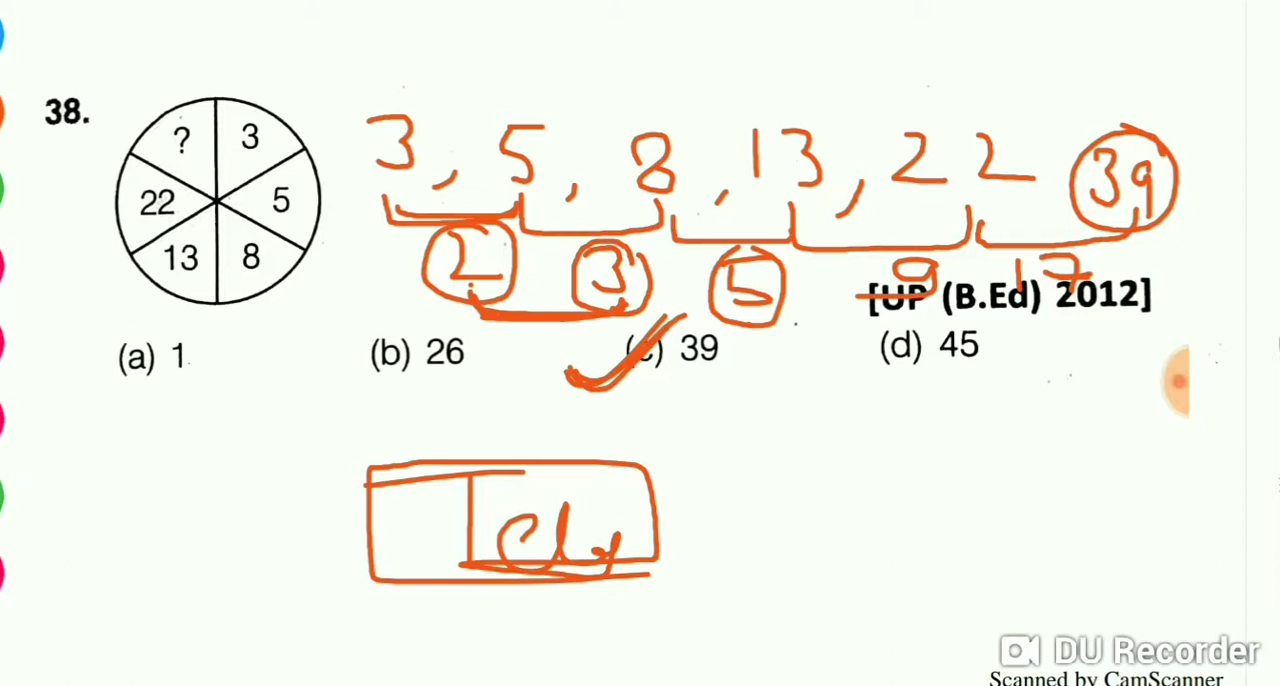 38.
? 3
22 5
13 8
3, 5, 8, 13, 22 39
2 3 5 9 17
[UP (B.Ed) 2012]
(a) 1 (b) 26 (c) 39 (d) 45
DU Recorder
Scanned by CamScanner